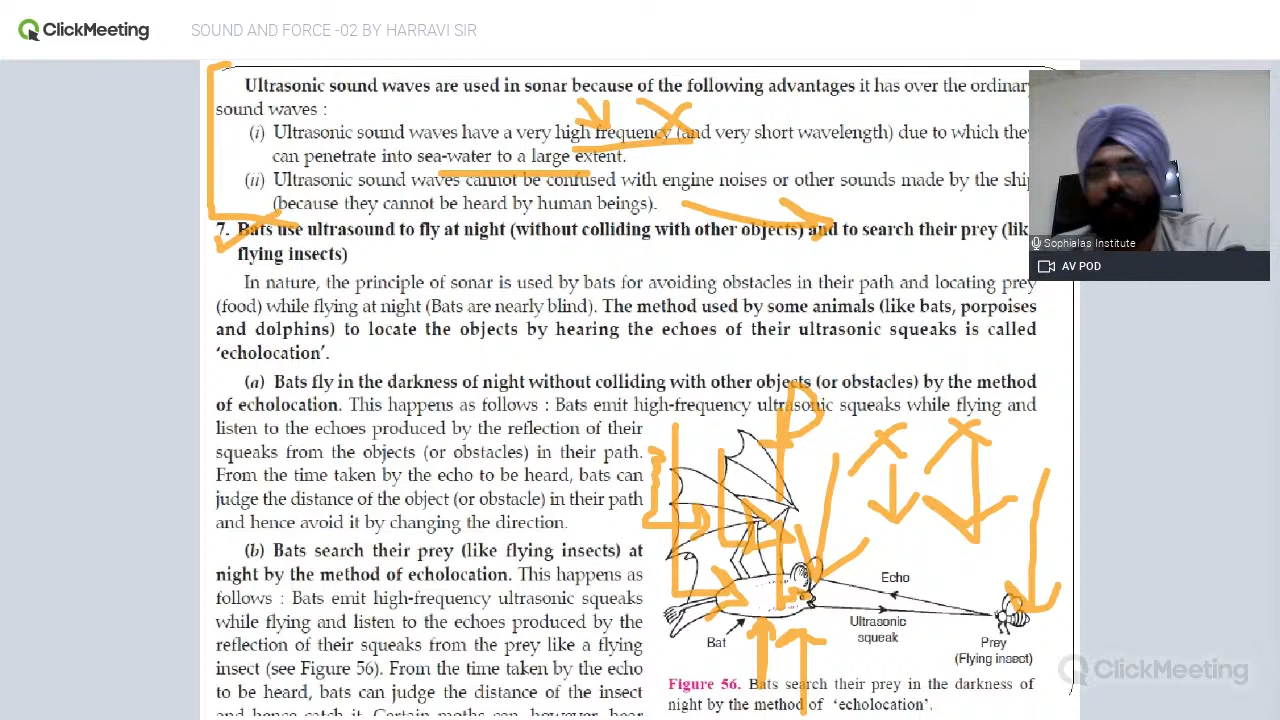 ClickMeeting
SOUND AND FORCE -02 BY HARRAVI SIR
Ultrasonic sound waves are used in sonar because of the following advantages it has over the ordinary
sound waves :
(i) Ultrasonic sound waves have a very high frequency (and very short wavelength) due to which they
can penetrate into sea-water to a large extent.
(ii) Ultrasonic sound waves cannot be confused with engine noises or other sounds made by the ship
(because they cannot be heard by human beings).
7. Bats use ultrasound to fly at night (without colliding with other objects) and to search their prey (lik
flying insects)
In nature, the principle of sonar is used by bats for avoiding obstacles in their path and locating prey
(food) while flying at night (Bats are nearly blind). The method used by some animals (like bats, porpoises
and dolphins) to locate the objects by hearing the echoes of their ultrasonic squeaks is called
‘echolocation’.
(a) Bats fly in the darkness of night without colliding with other objects (or obstacles) by the method
of echolocation. This happens as follows : Bats emit high-frequency ultrasonic squeaks while flying and
listen to the echoes produced by the reflection of their
squeaks from the objects (or obstacles) in their path.
From the time taken by the echo to be heard, bats can
judge the distance of the object (or obstacle) in their path
and hence avoid it by changing the direction.
(b) Bats search their prey (like flying insects) at
night by the method of echolocation. This happens as
follows : Bats emit high-frequency ultrasonic squeaks
while flying and listen to the echoes produced by the
reflection of their squeaks from the prey like a flying
insect (see Figure 56). From the time taken by the echo
to be heard, bats can judge the distance of the insect
and hence catch it. Certain moths can, however, hear
Echo
Ultrasonic
squeak
Bat
Prey
(Flying insect)
Figure 56. Bats search their prey in the darkness of
night by the method of ‘echolocation’.
Sophialas Institute
AV POD
ClickMeeting